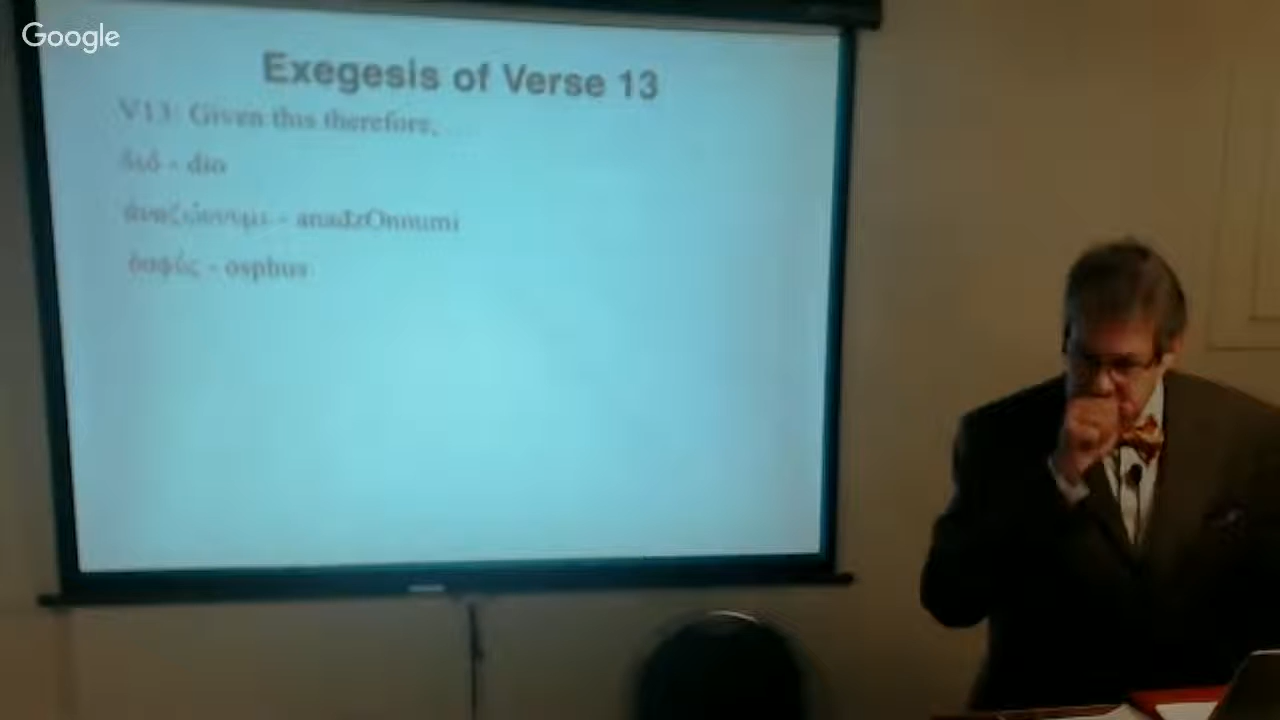 Google
Exegesis of Verse 13
V13: Given this therefore,
διό - dio
ἀναζώννυμι - anadzOnnumi
ὀσφύς - osphus